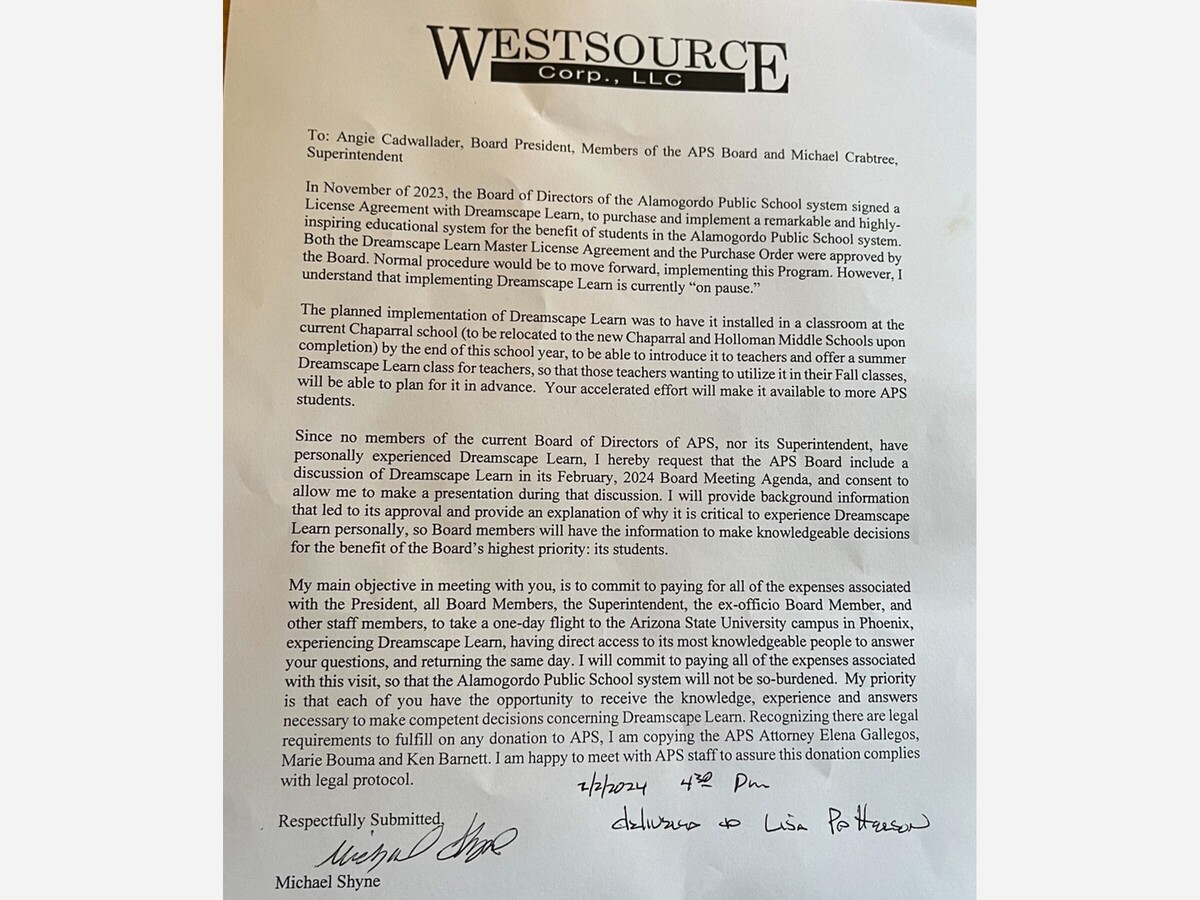 WESTSOURCE
Corp., LLC
To: Angie Cadwallader, Board President, Members of the APS Board and Michael Crabtree,
Superintendent
In November of 2023, the Board of Directors of the Alamogordo Public School system signed a
License Agreement with Dreamscape Learn, to purchase and implement a remarkable and highly-
inspiring educational system for the benefit of students in the Alamogordo Public School system.
Both the Dreamscape Learn Master License Agreement and the Purchase Order were approved by
the Board. Normal procedure would be to move forward, implementing this Program. However, I
understand that implementing Dreamscape Learn is currently “on pause.”
The planned implementation of Dreamscape Learn was to have it installed in a classroom at the
current Chaparral school (to be relocated to the new Chaparral and Holloman Middle Schools upon
completion) by the end of this school year, to be able to introduce it to teachers and offer a summer
Dreamscape Learn class for teachers, so that those teachers wanting to utilize it in their Fall classes,
will be able to plan for it in advance. Your accelerated effort will make it available to more APS
students.
Since no members of the current Board of Directors of APS, nor its Superintendent, have
personally experienced Dreamscape Learn, I hereby request that the APS Board include a
discussion of Dreamscape Learn in its February, 2024 Board Meeting Agenda, and consent to
allow me to make a presentation during that discussion. I will provide background information
that led to its approval and provide an explanation of why it is critical to experience Dreamscape
Learn personally, so Board members will have the information to make knowledgeable decisions
for the benefit of the Board’s highest priority: its students.
My main objective in meeting with you, is to commit to paying for all of the expenses associated
with the President, all Board Members, the Superintendent, the ex-officio Board Member, and
other staff members, to take a one-day flight to the Arizona State University campus in Phoenix,
experiencing Dreamscape Learn, having direct access to its most knowledgeable people to answer
your questions, and returning the same day. I will commit to paying all of the expenses associated
with this visit, so that the Alamogordo Public School system will not be so-burdened. My priority
is that each of you have the opportunity to receive the knowledge, experience and answers
necessary to make competent decisions concerning Dreamscape Learn. Recognizing there are legal
requirements to fulfill on any donation to APS, I am copying the APS Attorney Elena Gallegos,
Marie Bouma and Ken Barnett. I am happy to meet with APS staff to assure this donation complies
with legal protocol.
2/2/2024 4:30 Pm
delivered to Lisa Patterson
Respectfully Submitted,
Michael Shyne
Michael Shyne